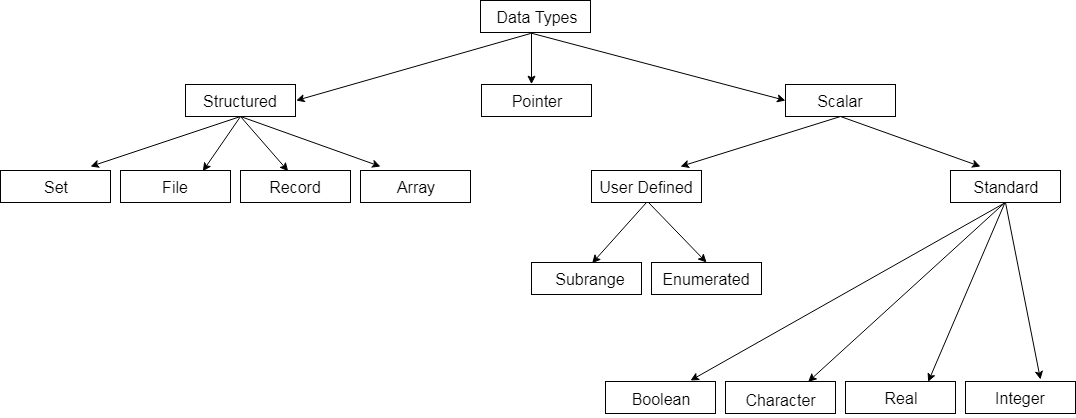 Data Types
Structured
Pointer
Scalar
Set
File
Record
Array
User Defined
Standard
Subrange
Enumerated
Boolean
Character
Real
Integer